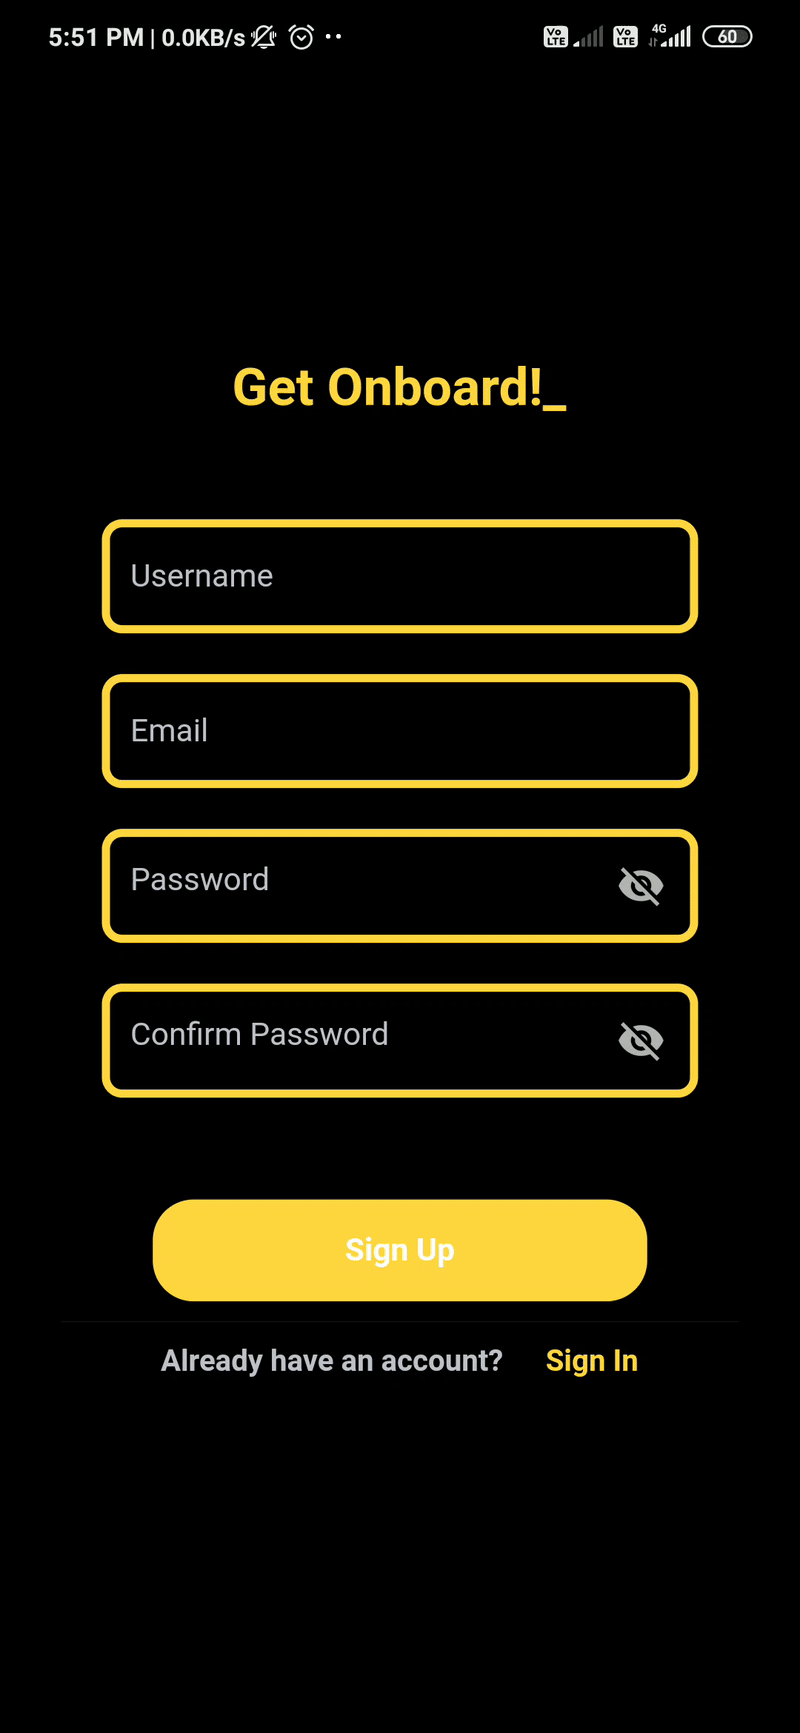 5:51 PM | 0.0KB/s
Vo LTE Vo LTE 4G 60
Get Onboard!_
Username
Email
Password
Confirm Password
Sign Up
Already have an account? Sign In